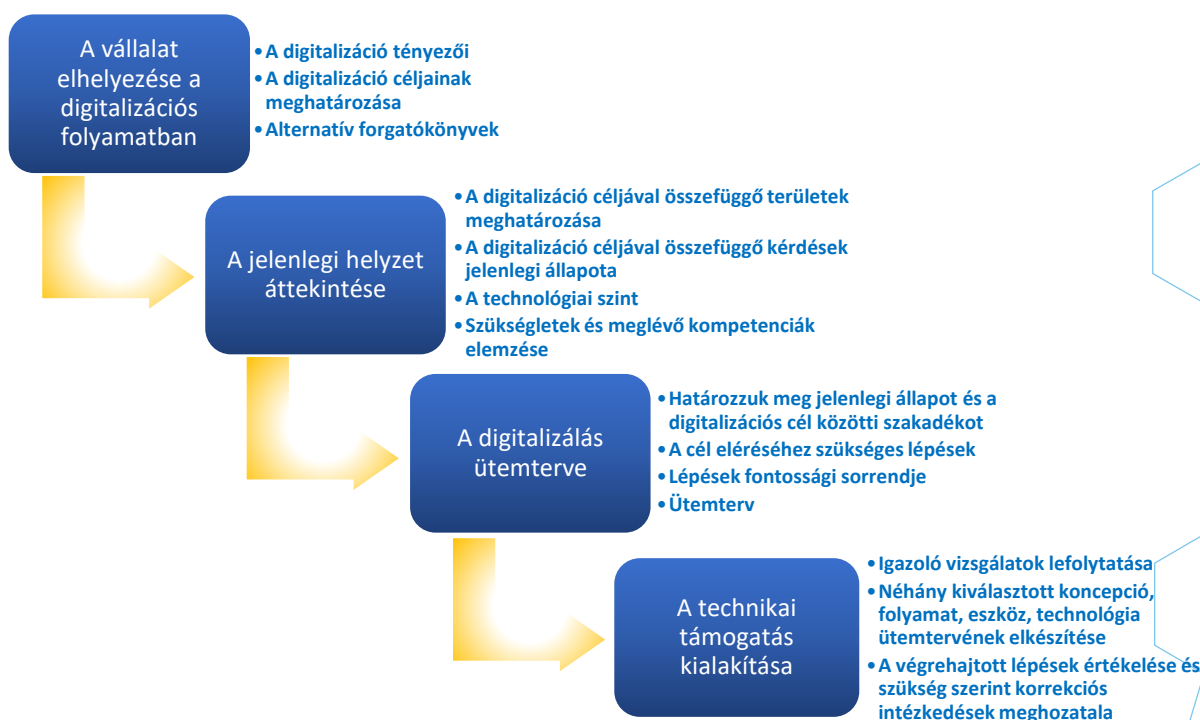 A vállalat
elhelyezése a
digitalizációs
folyamatban
• A digitalizáció tényezői
• A digitalizáció céljainak
meghatározása
• Alternatív forgatókönyvek
A jelenlegi helyzet
áttekintése
• A digitalizáció céljával összefüggő területek
meghatározása
• A digitalizáció céljával összefüggő kérdések
jelenlegi állapota
• A technológiai szint
• Szükségletek és meglévő kompetenciák
elemzése
A digitalizálás
ütemterve
• Határozzuk meg jelenlegi állapot és a
digitalizációs cél közötti szakadékot
• A cél eléréséhez szükséges lépések
• Lépések fontossági sorrendje
• Ütemterv
A technikai
támogatás
kialakítása
• Igazoló vizsgálatok lefolytatása
• Néhány kiválasztott koncepció,
folyamat, eszköz, technológia
ütemtervének elkészítése
• A végrehajtott lépések értékelése és
szükség szerint korrekciós
intézkedések meghozatala